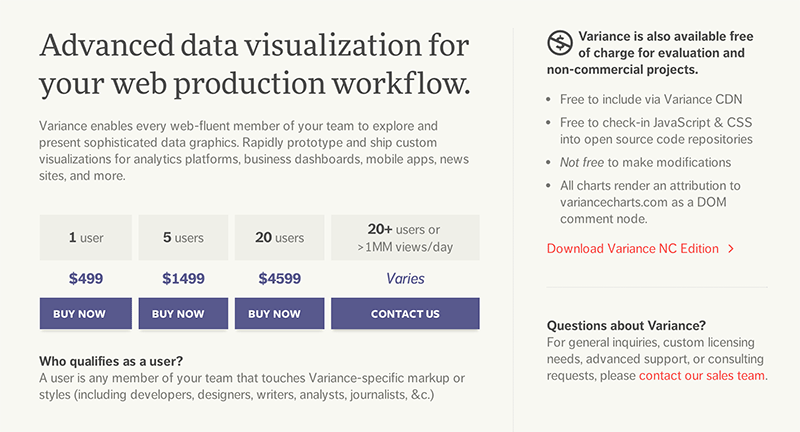 Advanced data visualization for
your web production workflow.
Variance enables every web-fluent member of your team to explore and
present sophisticated data graphics. Rapidly prototype and ship custom
visualizations for analytics platforms, business dashboards, mobile apps, news
sites, and more.
1 user
5 users
20 users
20+ users or
>1MM views/day
$499
$1499
$4599
Varies
BUY NOW
BUY NOW
BUY NOW
CONTACT US
Who qualifies as a user?
A user is any member of your team that touches Variance-specific markup or
styles (including developers, designers, writers, analysts, journalists, &c.)
Variance is also available free
of charge for evaluation and
non-commercial projects.
• Free to include via Variance CDN
• Free to check-in JavaScript & CSS
into open source code repositories
• Not free to make modifications
• All charts render an attribution to
variancecharts.com as a DOM
comment node.
Download Variance NC Edition >
Questions about Variance?
For general inquiries, custom licensing
needs, advanced support, or consulting
requests, please contact our sales team.